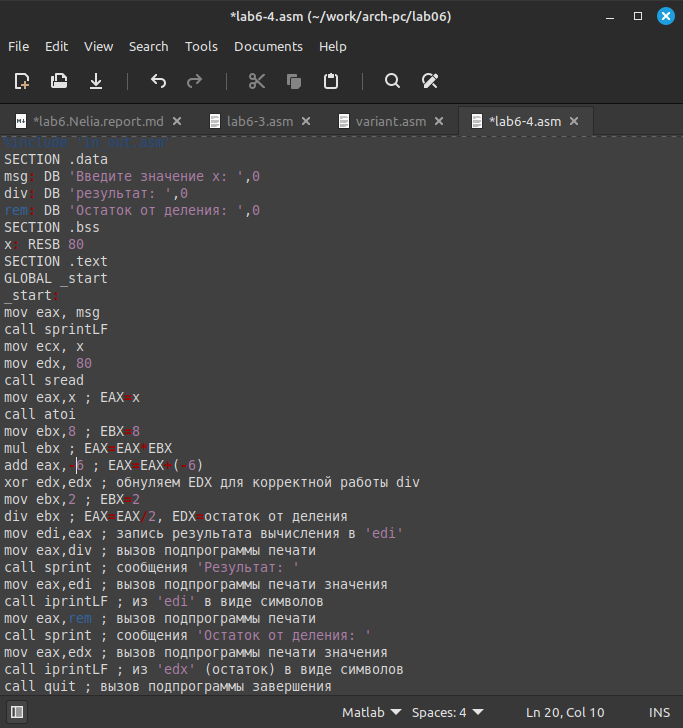 *lab6-4.asm (~/work/arch-pc/lab06)
File Edit View Search Tools Documents Help
*lab6.Nelia.report.md lab6-3.asm variant.asm *lab6-4.asm
%include 'in_out.asm'
SECTION .data
msg: DB 'Введите значение x: ',0
div: DB 'результат: ',0
rem: DB 'Остаток от деления: ',0
SECTION .bss
x: RESB 80
SECTION .text
GLOBAL _start
_start:
mov eax, msg
call sprintLF
mov ecx, x
mov edx, 80
call sread
mov eax,x ; EAX=x
call atoi
mov ebx,8 ; EBX=8
mul ebx ; EAX=EAX*EBX
add eax,-6 ; EAX=EAX+(-6)
xor edx,edx ; обнуляем EDX для корректной работы div
mov ebx,2 ; EBX=2
div ebx ; EAX=EAX/2, EDX=остаток от деления
mov edi,eax ; запись результата вычисления в 'edi'
mov eax,div ; вызов подпрограммы печати
call sprint ; сообщения 'Результат: '
mov eax,edi ; вызов подпрограммы печати значения
call iprintLF ; из 'edi' в виде символов
mov eax,rem ; вызов подпрограммы печати
call sprint ; сообщения 'Остаток от деления: '
mov eax,edx ; вызов подпрограммы печати значения
call iprintLF ; из 'edx' (остаток) в виде символов
call quit ; вызов подпрограммы завершения
Matlab Spaces: 4 Ln 20, Col 10 INS